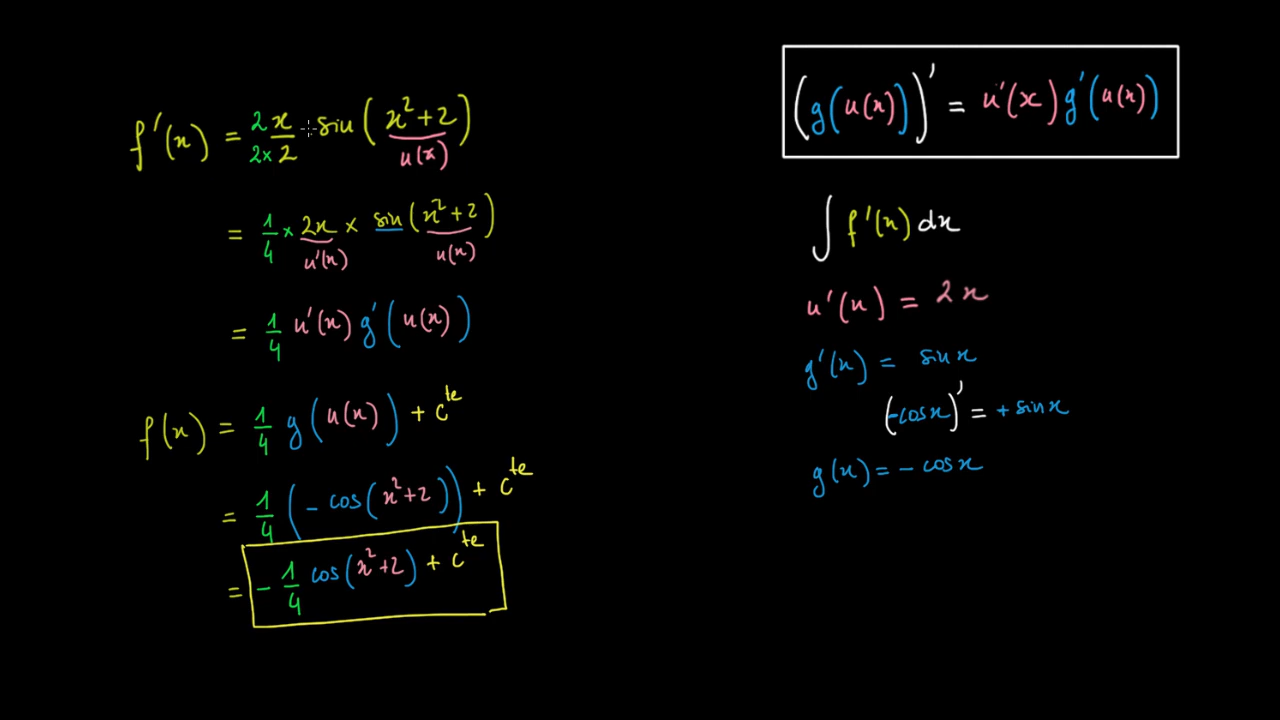 f'(x) = 2x / 2×2 sin(x²+2)
u(x)
= 1/4 × 2x × sin(x²+2)
u'(x) u(x)
= 1/4 u'(x) g'(u(x))
f(x) = 1/4 g(u(x)) + c^te
= 1/4 (- cos(x²+2)) + c^te
= - 1/4 cos(x²+2) + c^te
(g(u(x)))' = u'(x) g'(u(x))
∫ f'(x) dx
u'(x) = 2x
g'(x) = sin x
(-cos x)' = + sin x
g(x) = - cos x